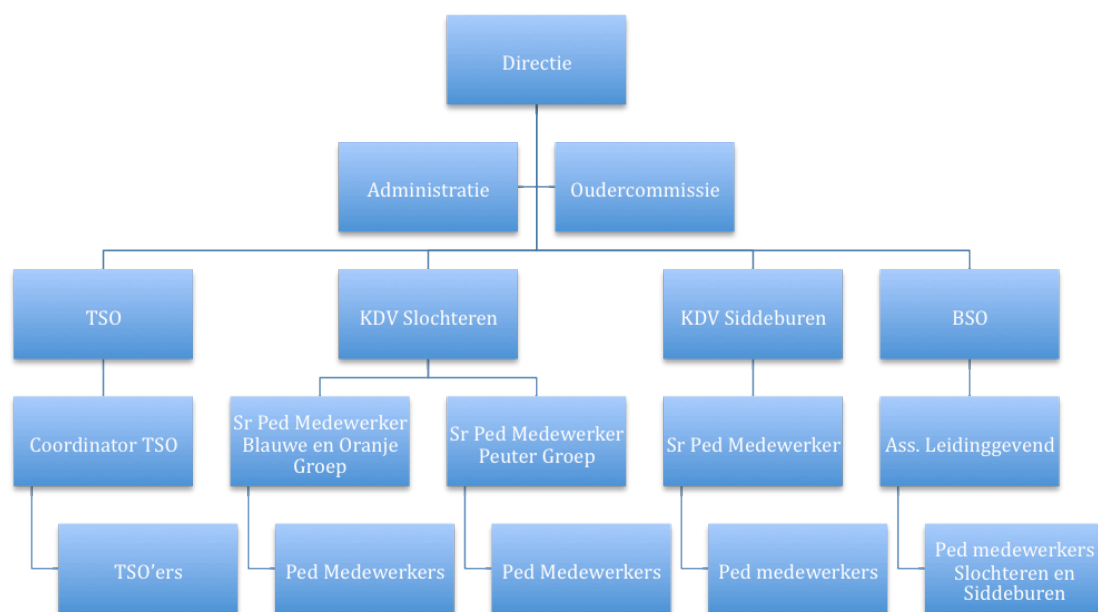 Directie
Administratie
Oudercommissie
TSO
KDV Slochteren
KDV Siddeburen
BSO
Coordinator TSO
Sr Ped Medewerker
Blauwe en Oranje
Groep
Sr Ped Medewerker
Peuter Groep
Sr Ped Medewerker
Ass. Leidinggevend
TSO’ers
Ped Medewerkers
Ped Medewerkers
Ped medewerkers
Ped medewerkers
Slochteren en
Siddeburen